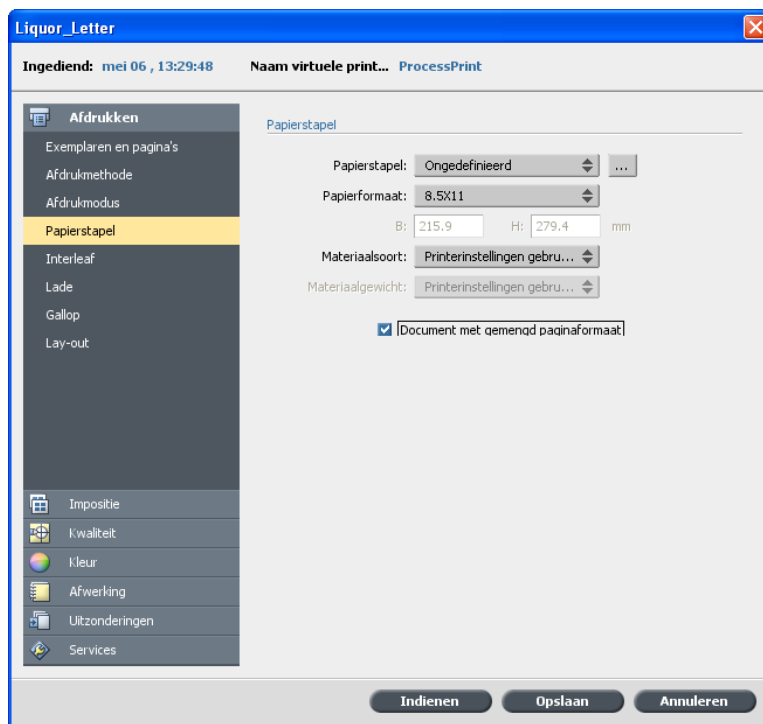 Liquor_Letter
Ingediend: mei 06 , 13:29:48 Naam virtuele print... ProcessPrint
Afdrukken
Exemplaren en pagina's
Afdrukmethode
Afdrukmodus
Papierstapel
Interleaf
Lade
Gallop
Lay-out
Impositie
Kwaliteit
Kleur
Afwerking
Uitzonderingen
Services
Papierstapel
Papierstapel: Ongedefinieerd ...
Papierformaat: 8.5X11
B: 215.9 H: 279.4 mm
Materiaalsoort: Printerinstellingen gebru...
Materiaalgewicht: Printerinstellingen gebru...
Document met gemengd paginaformaat
Indienen Opslaan Annuleren